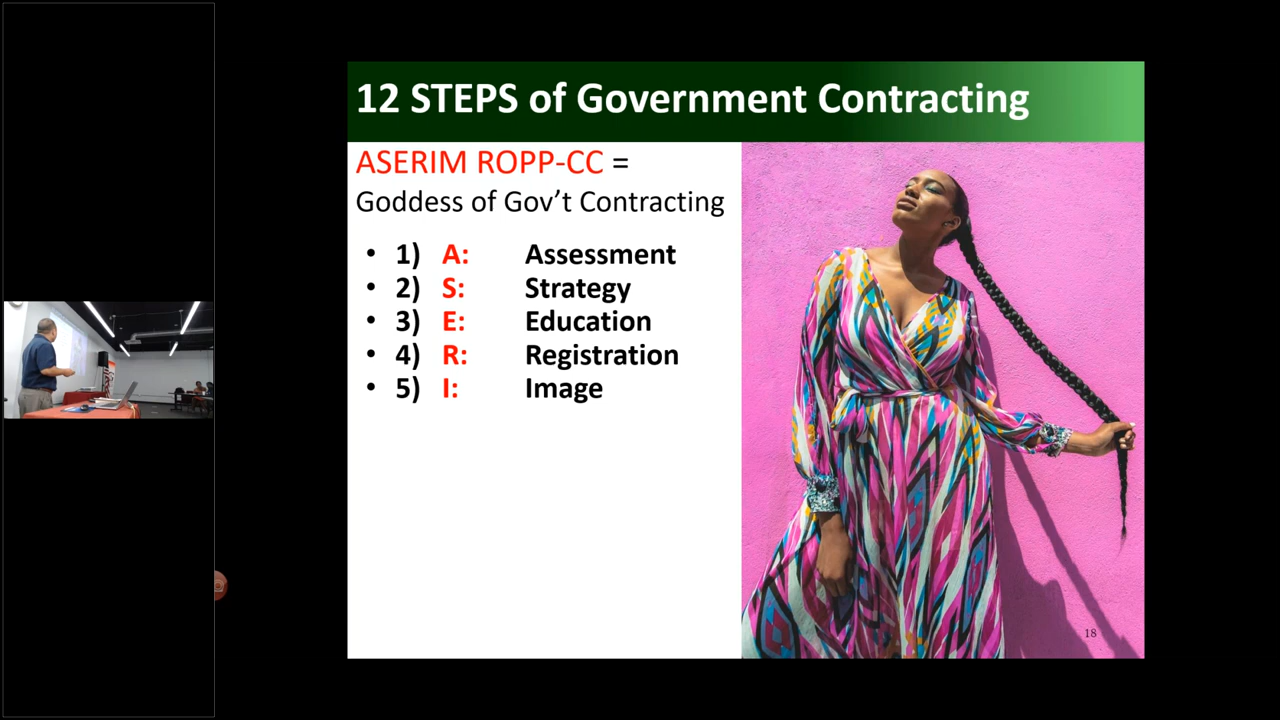 12 STEPS of Government Contracting
ASERIM ROPP-CC =
Goddess of Gov’t Contracting
• 1) A: Assessment
• 2) S: Strategy
• 3) E: Education
• 4) R: Registration
• 5) I: Image
18